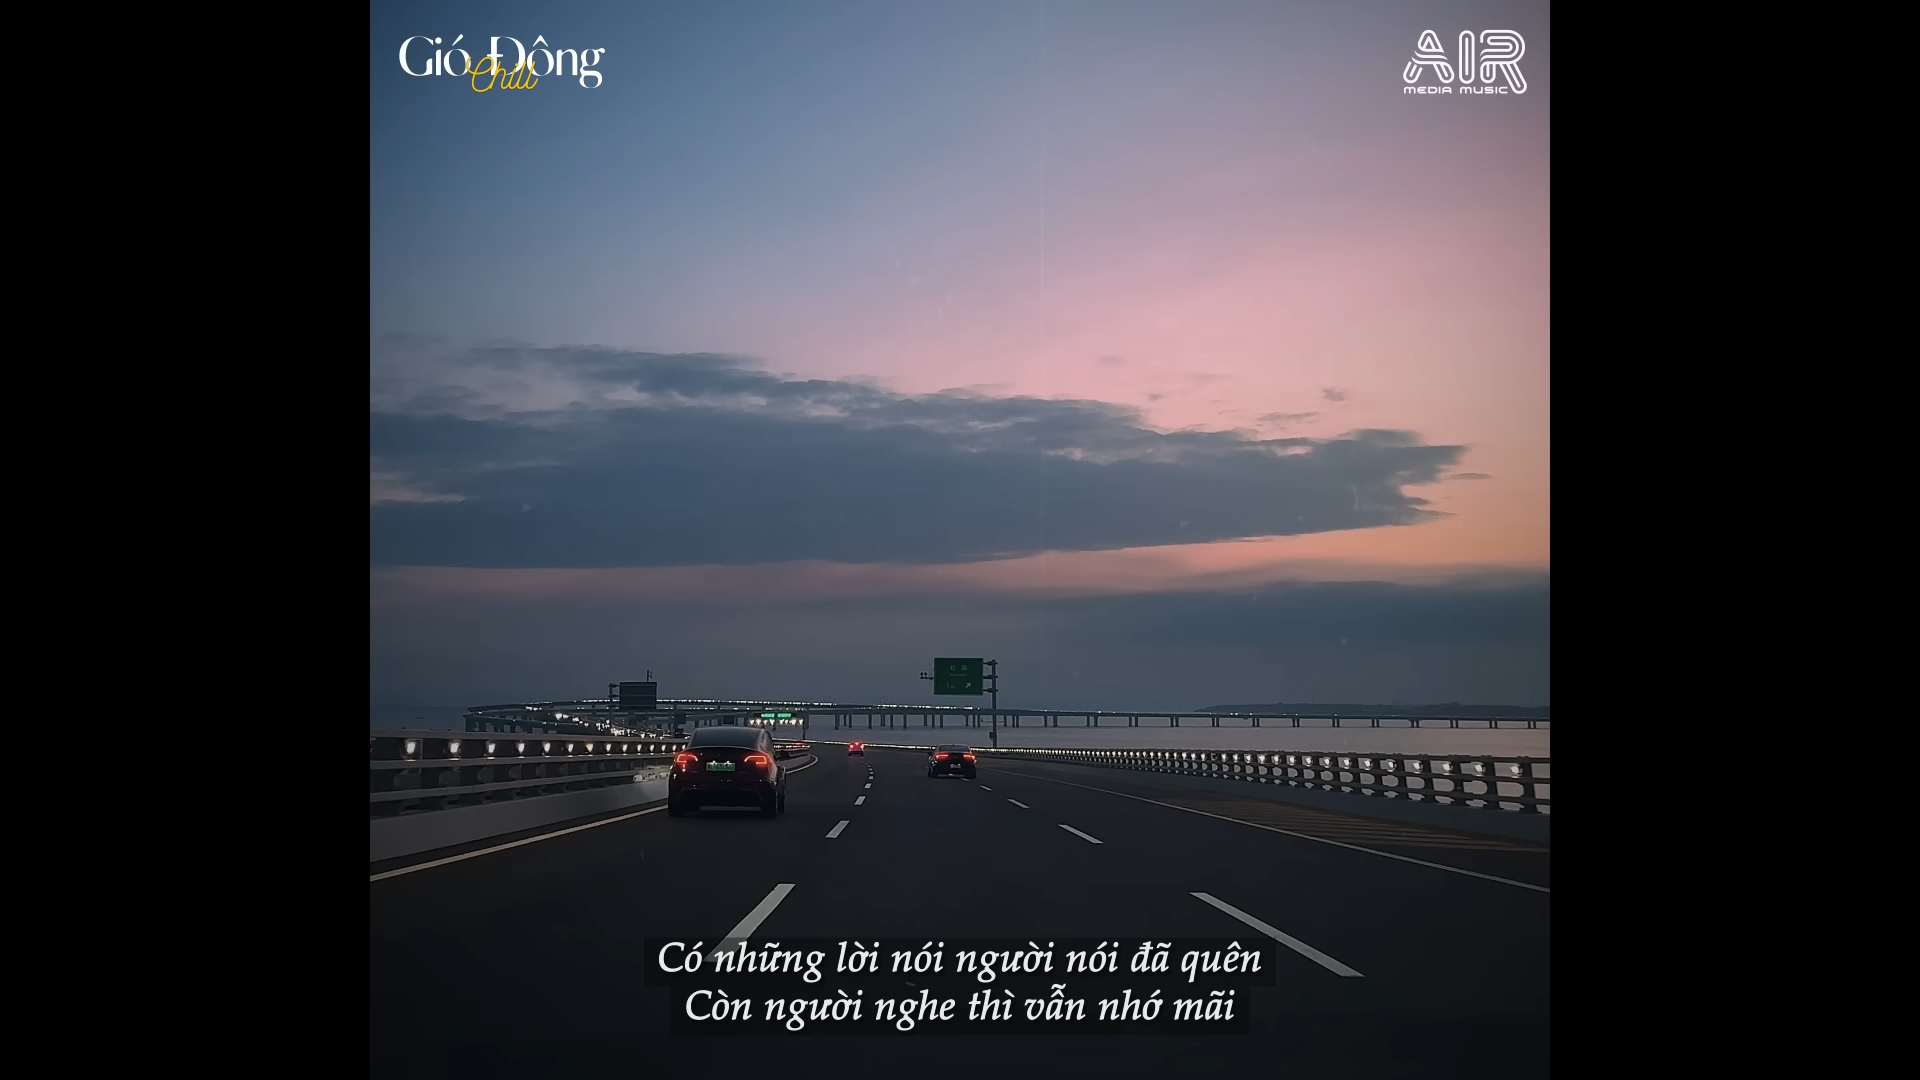 Gió Đông
Chill
AIR
MEDIA MUSIC
Có những lời nói người nói đã quên
Còn người nghe thì vẫn nhớ mãi